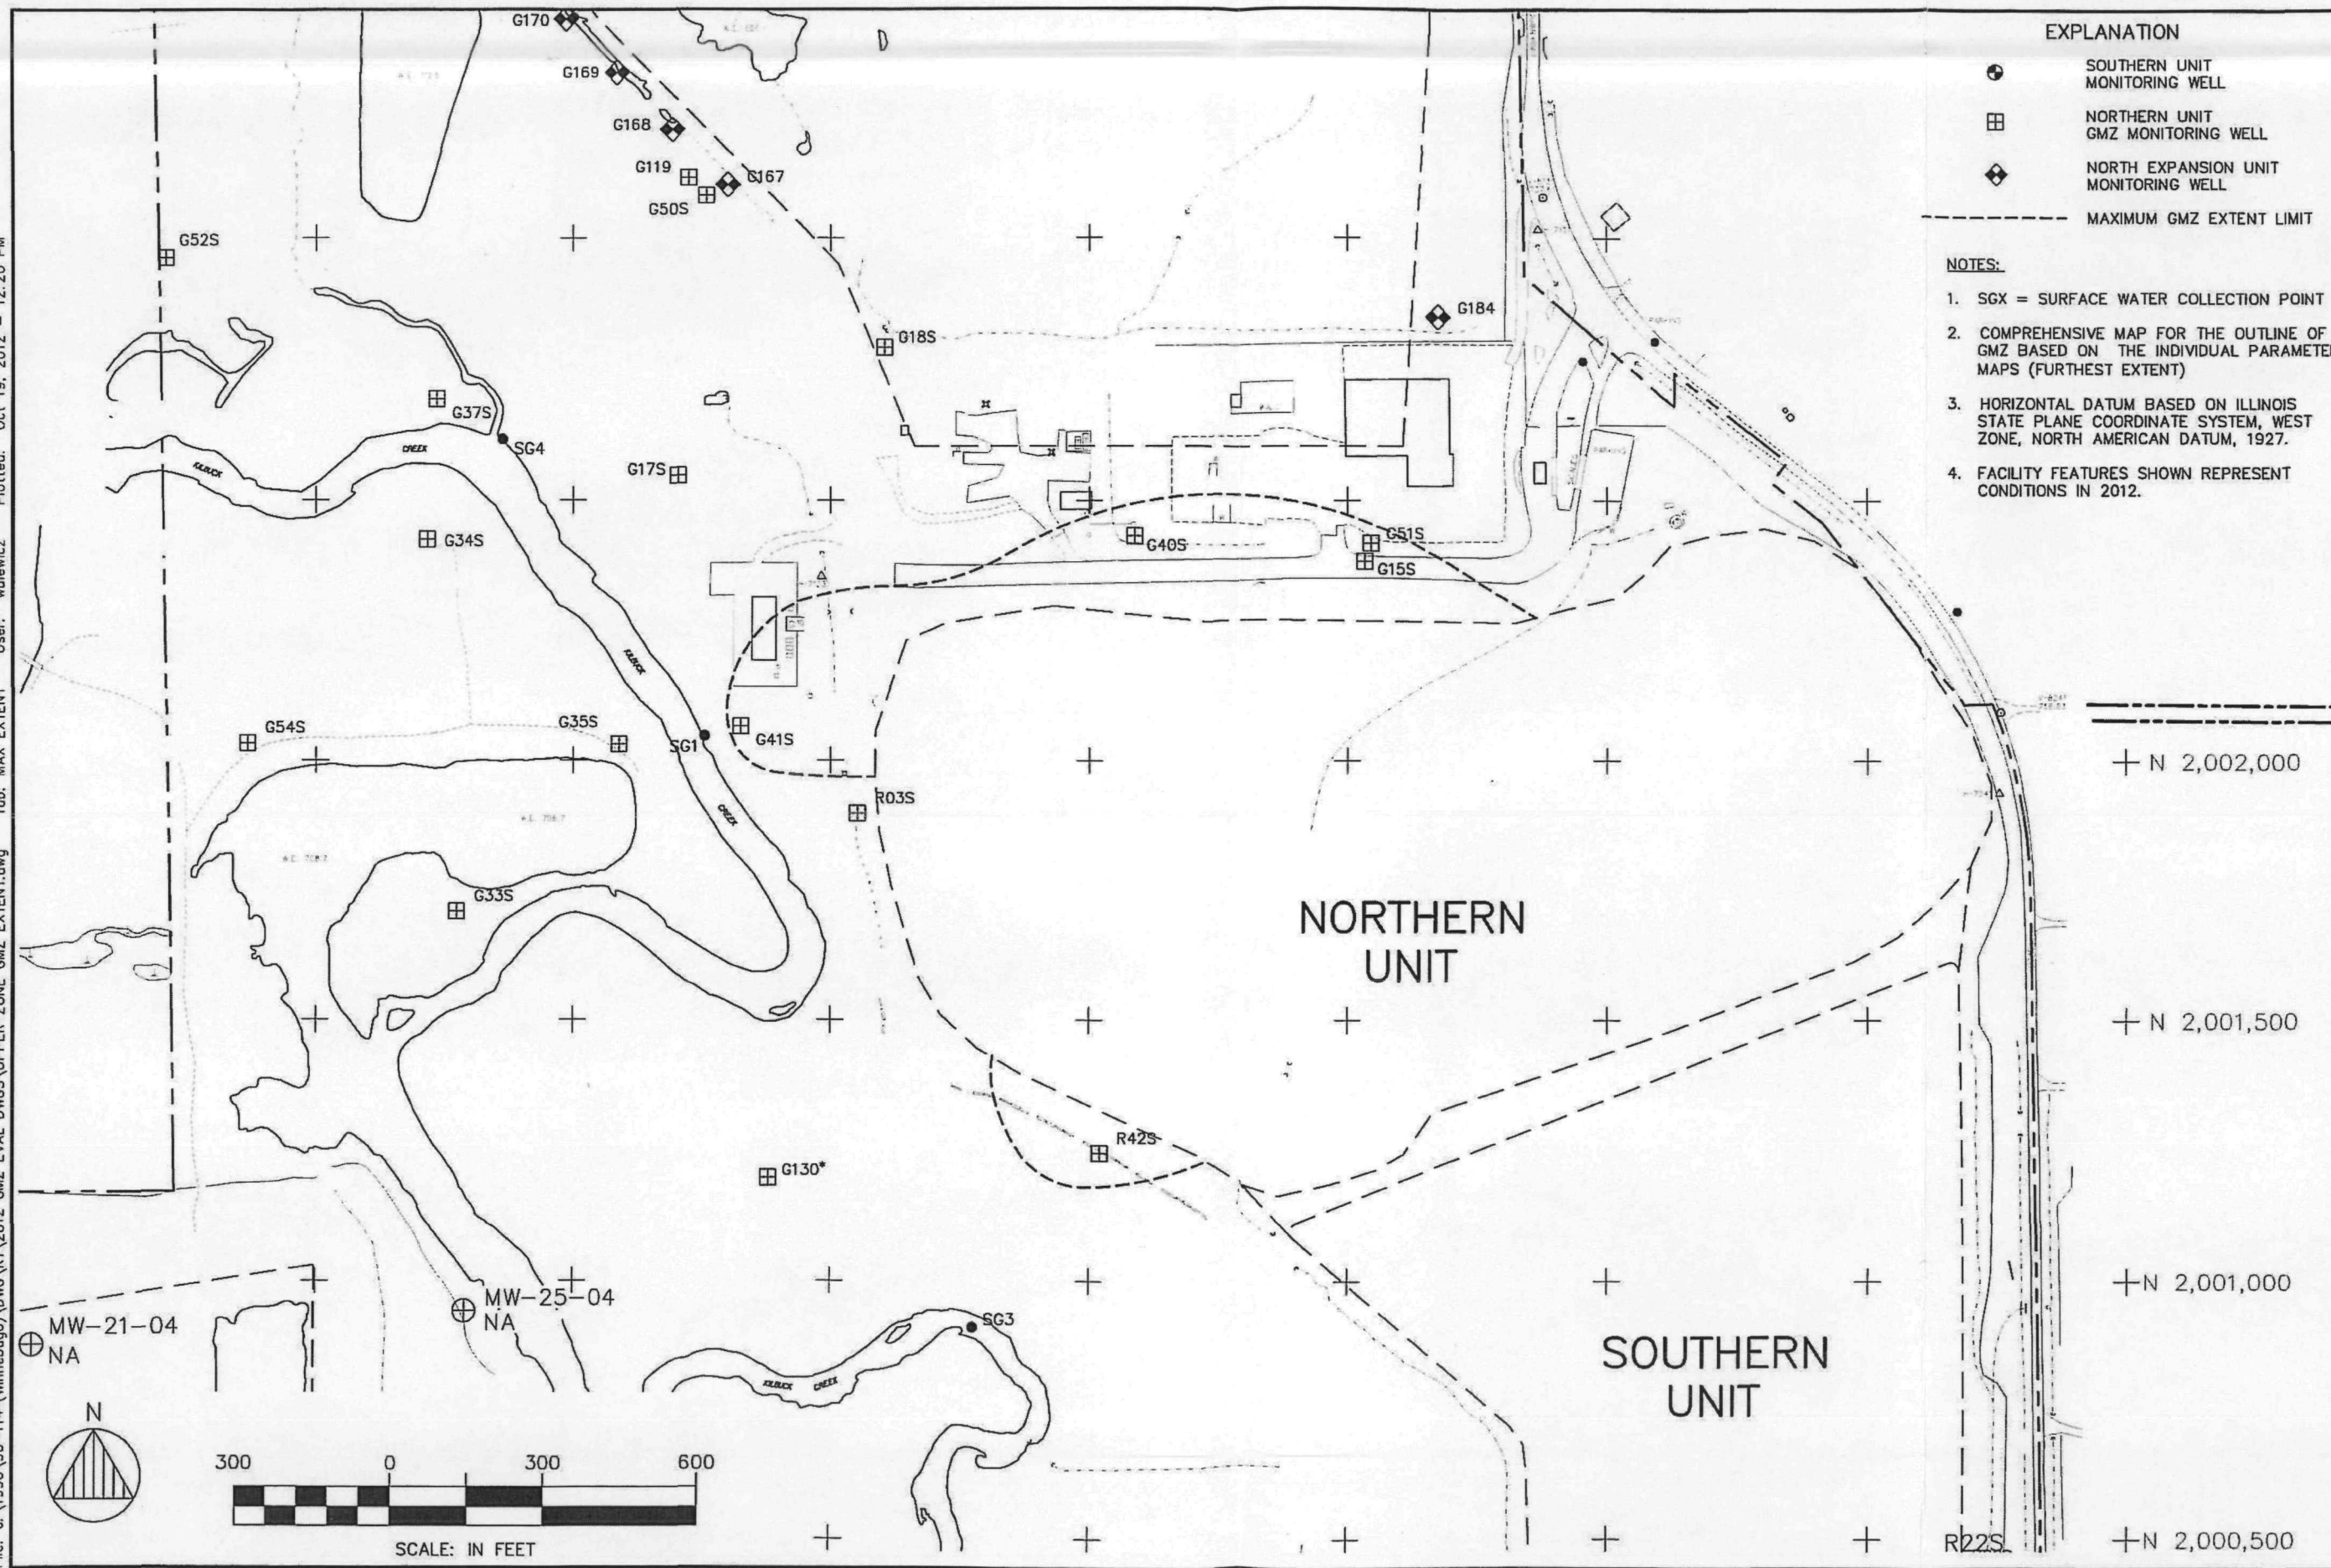 EXPLANATION
SOUTHERN UNIT
MONITORING WELL
NORTHERN UNIT
GMZ MONITORING WELL
NORTH EXPANSION UNIT
MONITORING WELL
MAXIMUM GMZ EXTENT LIMIT
NOTES:
1. SGX = SURFACE WATER COLLECTION POINT
2. COMPREHENSIVE MAP FOR THE OUTLINE OF
GMZ BASED ON THE INDIVIDUAL PARAMETE
MAPS (FURTHEST EXTENT)
3. HORIZONTAL DATUM BASED ON ILLINOIS
STATE PLANE COORDINATE SYSTEM, WEST
ZONE, NORTH AMERICAN DATUM, 1927.
4. FACILITY FEATURES SHOWN REPRESENT
CONDITIONS IN 2012.
G170
G169
G168
G119
G167
G50S
G52S
G184
G18S
G37S
SG4
KILBUCK
CREEK
G17S
G34S
G40S
G51S
G15S
KILBUCK
G54S
G35S
SG1
G41S
CREEK
R03S
G33S
NORTHERN
UNIT
N 2,002,000
N 2,001,500
R42S
G130*
N 2,001,000
MW-25-04
NA
MW-21-04
NA
SG3
KILBUCK CREEK
SOUTHERN
UNIT
N
300 0 300 600
SCALE: IN FEET
R22S
N 2,000,500